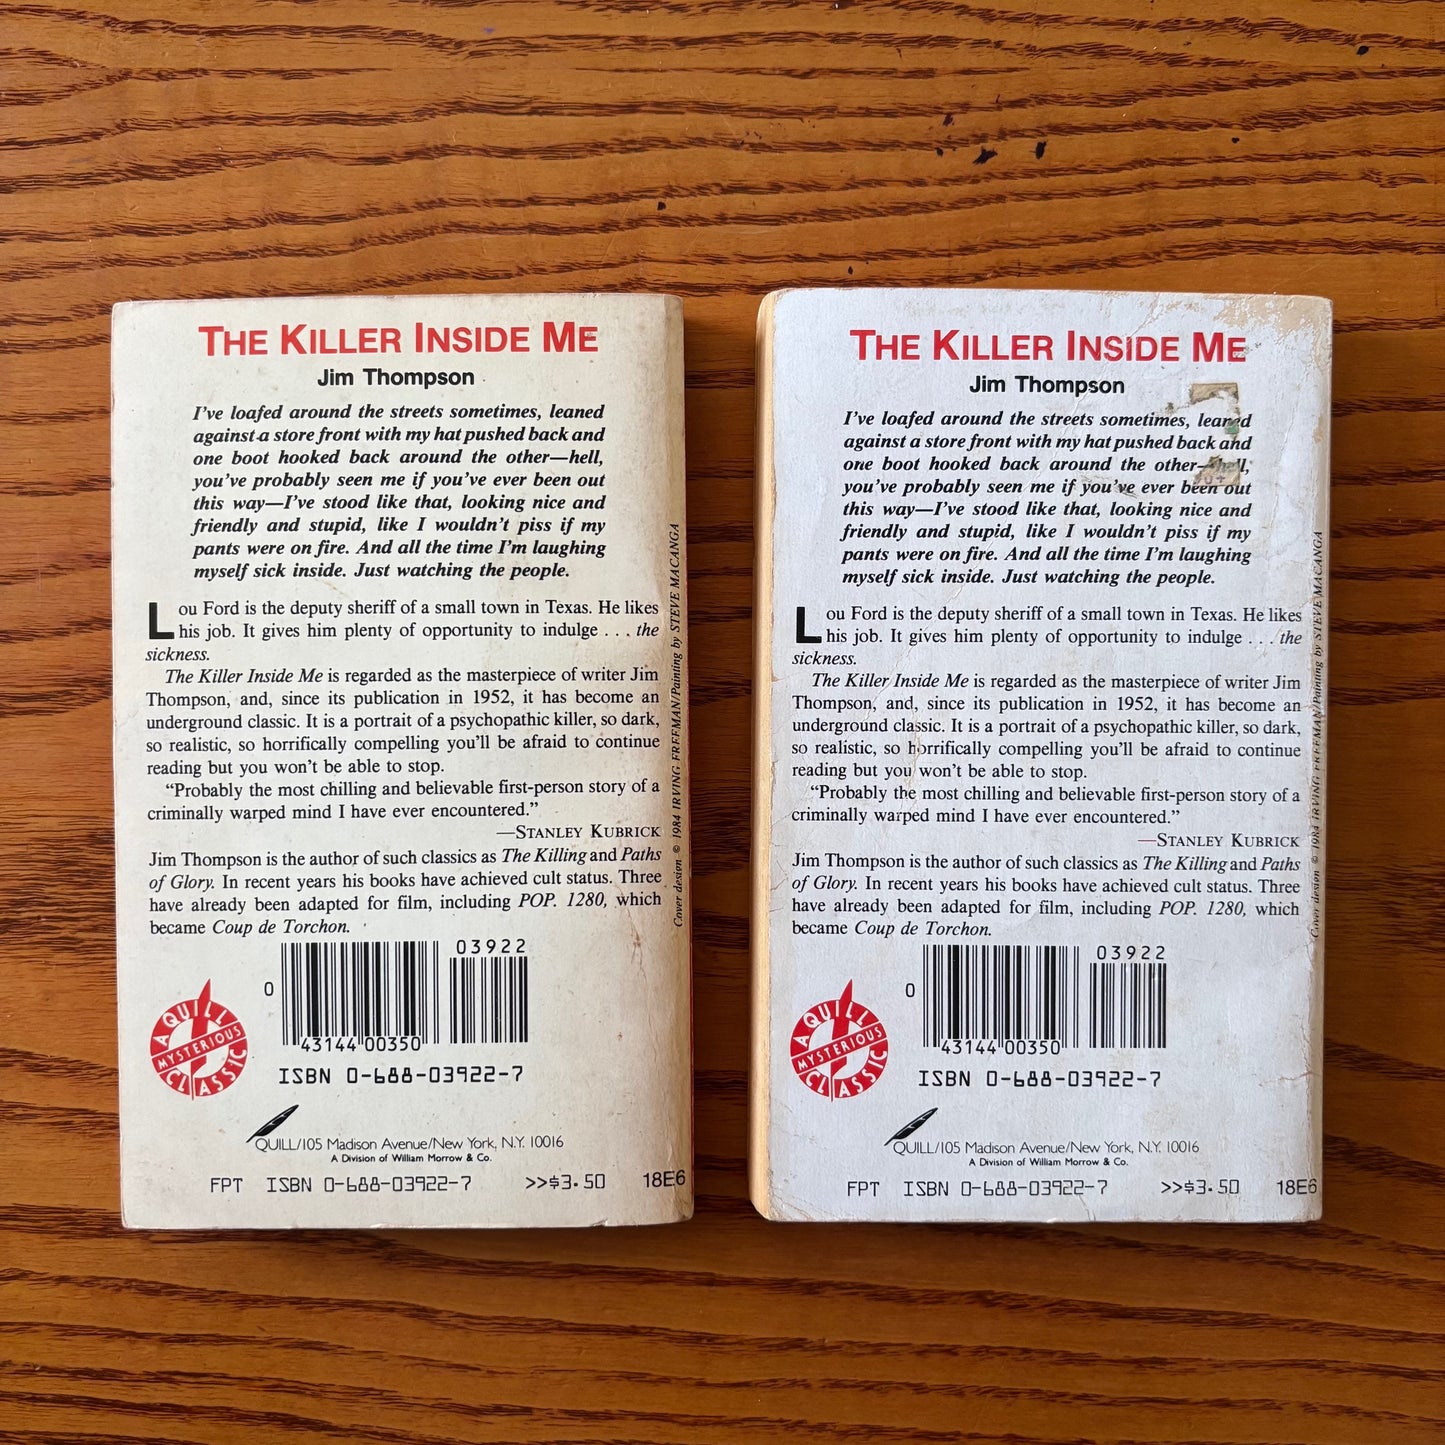 THE KILLER INSIDE ME
Jim Thompson
I've loafed around the streets sometimes, leaned
against a store front with my hat pushed back and
one boot hooked back around the other—hell,
you've probably seen me if you've ever been out
this way—I've stood like that, looking nice and
friendly and stupid, like I wouldn't piss if my
pants were on fire. And all the time I'm laughing
myself sick inside. Just watching the people.
Lou Ford is the deputy sheriff of a small town in Texas. He likes
his job. It gives him plenty of opportunity to indulge . . . the
sickness.
The Killer Inside Me is regarded as the masterpiece of writer Jim
Thompson, and, since its publication in 1952, it has become an
underground classic. It is a portrait of a psychopathic killer, so dark,
so realistic, so horrifically compelling you'll be afraid to continue
reading but you won't be able to stop.
“Probably the most chilling and believable first-person story of a
criminally warped mind I have ever encountered.”
—STANLEY KUBRICK
Jim Thompson is the author of such classics as The Killing and Paths
of Glory. In recent years his books have achieved cult status. Three
have already been adapted for film, including POP. 1280, which
became Coup de Torchon.
Cover design © 1984 IRVING FREEMAN/Painting by STEVE MACANGA
03922
0
43144 00350
ISBN 0-688-03922-7
A QUILL
MYSTERIOUS
CLASSIC
QUILL/105 Madison Avenue/New York, N.Y. 10016
A Division of William Morrow & Co.
FPT ISBN 0-688-03922-7 >>$3.50 18E6
THE KILLER INSIDE ME
Jim Thompson
I've loafed around the streets sometimes, leaned
against a store front with my hat pushed back and
one boot hooked back around the other—hell,
you've probably seen me if you've ever been out
this way—I've stood like that, looking nice and
friendly and stupid, like I wouldn't piss if my
pants were on fire. And all the time I'm laughing
myself sick inside. Just watching the people.
Lou Ford is the deputy sheriff of a small town in Texas. He likes
his job. It gives him plenty of opportunity to indulge . . . the
sickness.
The Killer Inside Me is regarded as the masterpiece of writer Jim
Thompson, and, since its publication in 1952, it has become an
underground classic. It is a portrait of a psychopathic killer, so dark,
so realistic, so horrifically compelling you'll be afraid to continue
reading but you won't be able to stop.
“Probably the most chilling and believable first-person story of a
criminally warped mind I have ever encountered.”
—STANLEY KUBRICK
Jim Thompson is the author of such classics as The Killing and Paths
of Glory. In recent years his books have achieved cult status. Three
have already been adapted for film, including POP. 1280, which
became Coup de Torchon.
Cover design © 1984 IRVING FREEMAN/Painting by STEVE MACANGA
03922
0
43144 00350
ISBN 0-688-03922-7
A QUILL
MYSTERIOUS
CLASSIC
QUILL/105 Madison Avenue/New York, N.Y. 10016
A Division of William Morrow & Co.
FPT ISBN 0-688-03922-7 >>$3.50 18E6